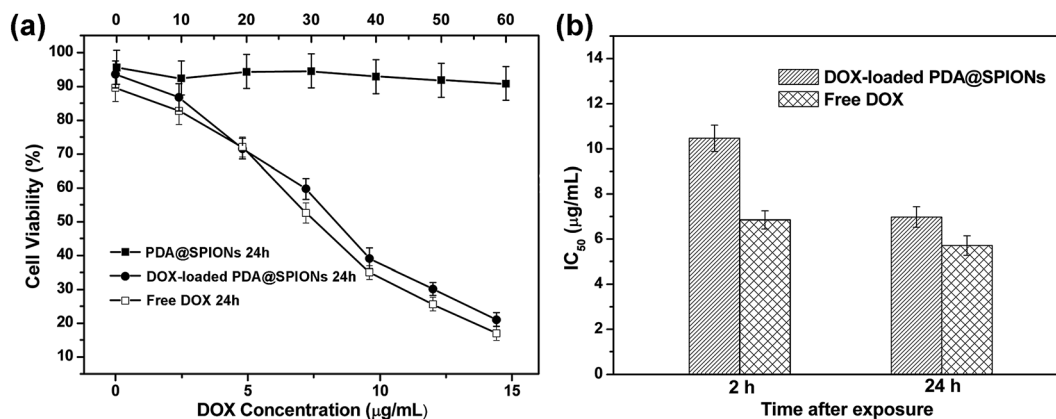 (a)
0 10 20 30 40 50 60
100
90
80
70
60
50
40
30
20
10
Cell Viability (%)
PDA@SPIONs 24h
DOX-loaded PDA@SPIONs 24h
Free DOX 24h
0 5 10 15
DOX Concentration (μg/mL)
(b)
14
12
10
8
6
4
2
0
IC50 (μg/mL)
DOX-loaded PDA@SPIONs
Free DOX
2 h 24 h
Time after exposure